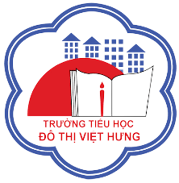 TRƯỜNG TIỂU HỌC
ĐÔ THỊ VIỆT HƯNG